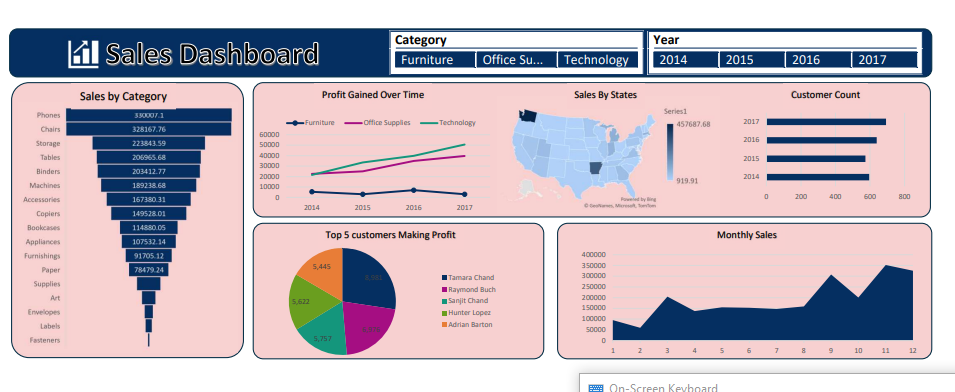 Sales Dashboard
Category
Furniture Office Su... Technology
Year
2014 2015 2016 2017
Sales by Category
Phones 330007.1
Chairs 328167.76
Storage 223843.59
Tables 206965.68
Binders 203412.77
Machines 189238.68
Accessories 167380.31
Copiers 149528.01
Bookcases 114880.05
Appliances 107532.14
Furnishings 91705.12
Paper 78479.24
Supplies
Art
Envelopes
Labels
Fasteners
Profit Gained Over Time
Furniture Office Supplies Technology
60000
50000
40000
30000
20000
10000
0
2014 2015 2016 2017
Sales By States
Series1
457687.68
919.91
Powered by Bing
© GeoNames, Microsoft, TomTom
Customer Count
2017
2016
2015
2014
0 200 400 600 800
Top 5 customers Making Profit
5,445
5,622
5,757
Tamara Chand
Raymond Buch
Sanjit Chand
Hunter Lopez
Adrian Barton
Monthly Sales
400000
350000
300000
250000
200000
150000
100000
50000
0
1 2 3 4 5 6 7 8 9 10 11 12
On-Screen Keyboard